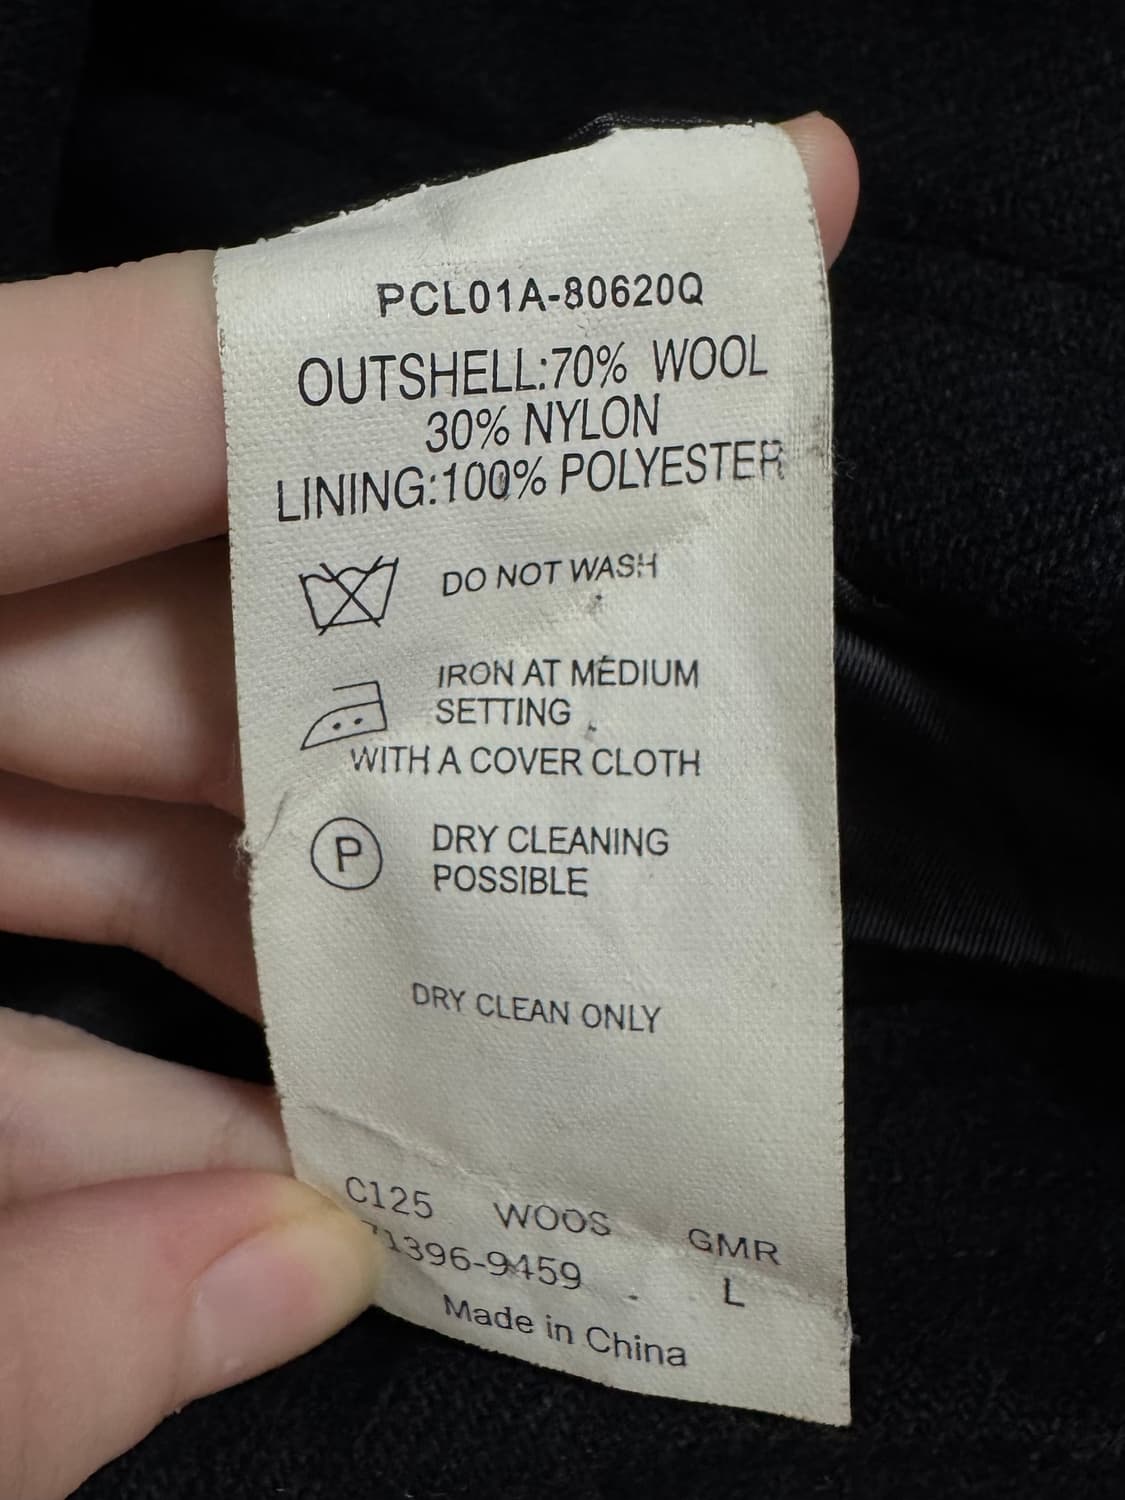 PCL01A-80620Q
OUTSHELL:70% WOOL
30% NYLON
LINING:100% POLYESTER
DO NOT WASH
IRON AT MEDIUM
SETTING
WITH A COVER CLOTH
P DRY CLEANING
POSSIBLE
DRY CLEAN ONLY
C125 WOOS GMR
71396-9459 L
Made in China